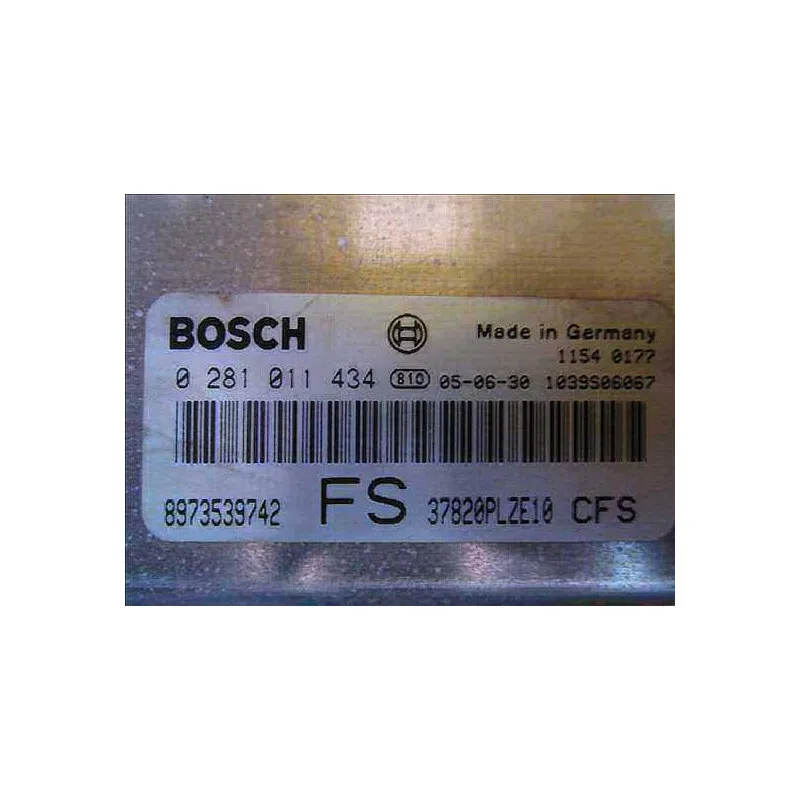 BOSCH Made in Germany
1154 0177
0 281 011 434 810 05-06-30 1039S06067
8973539742 FS 37820PLZE10 CFS